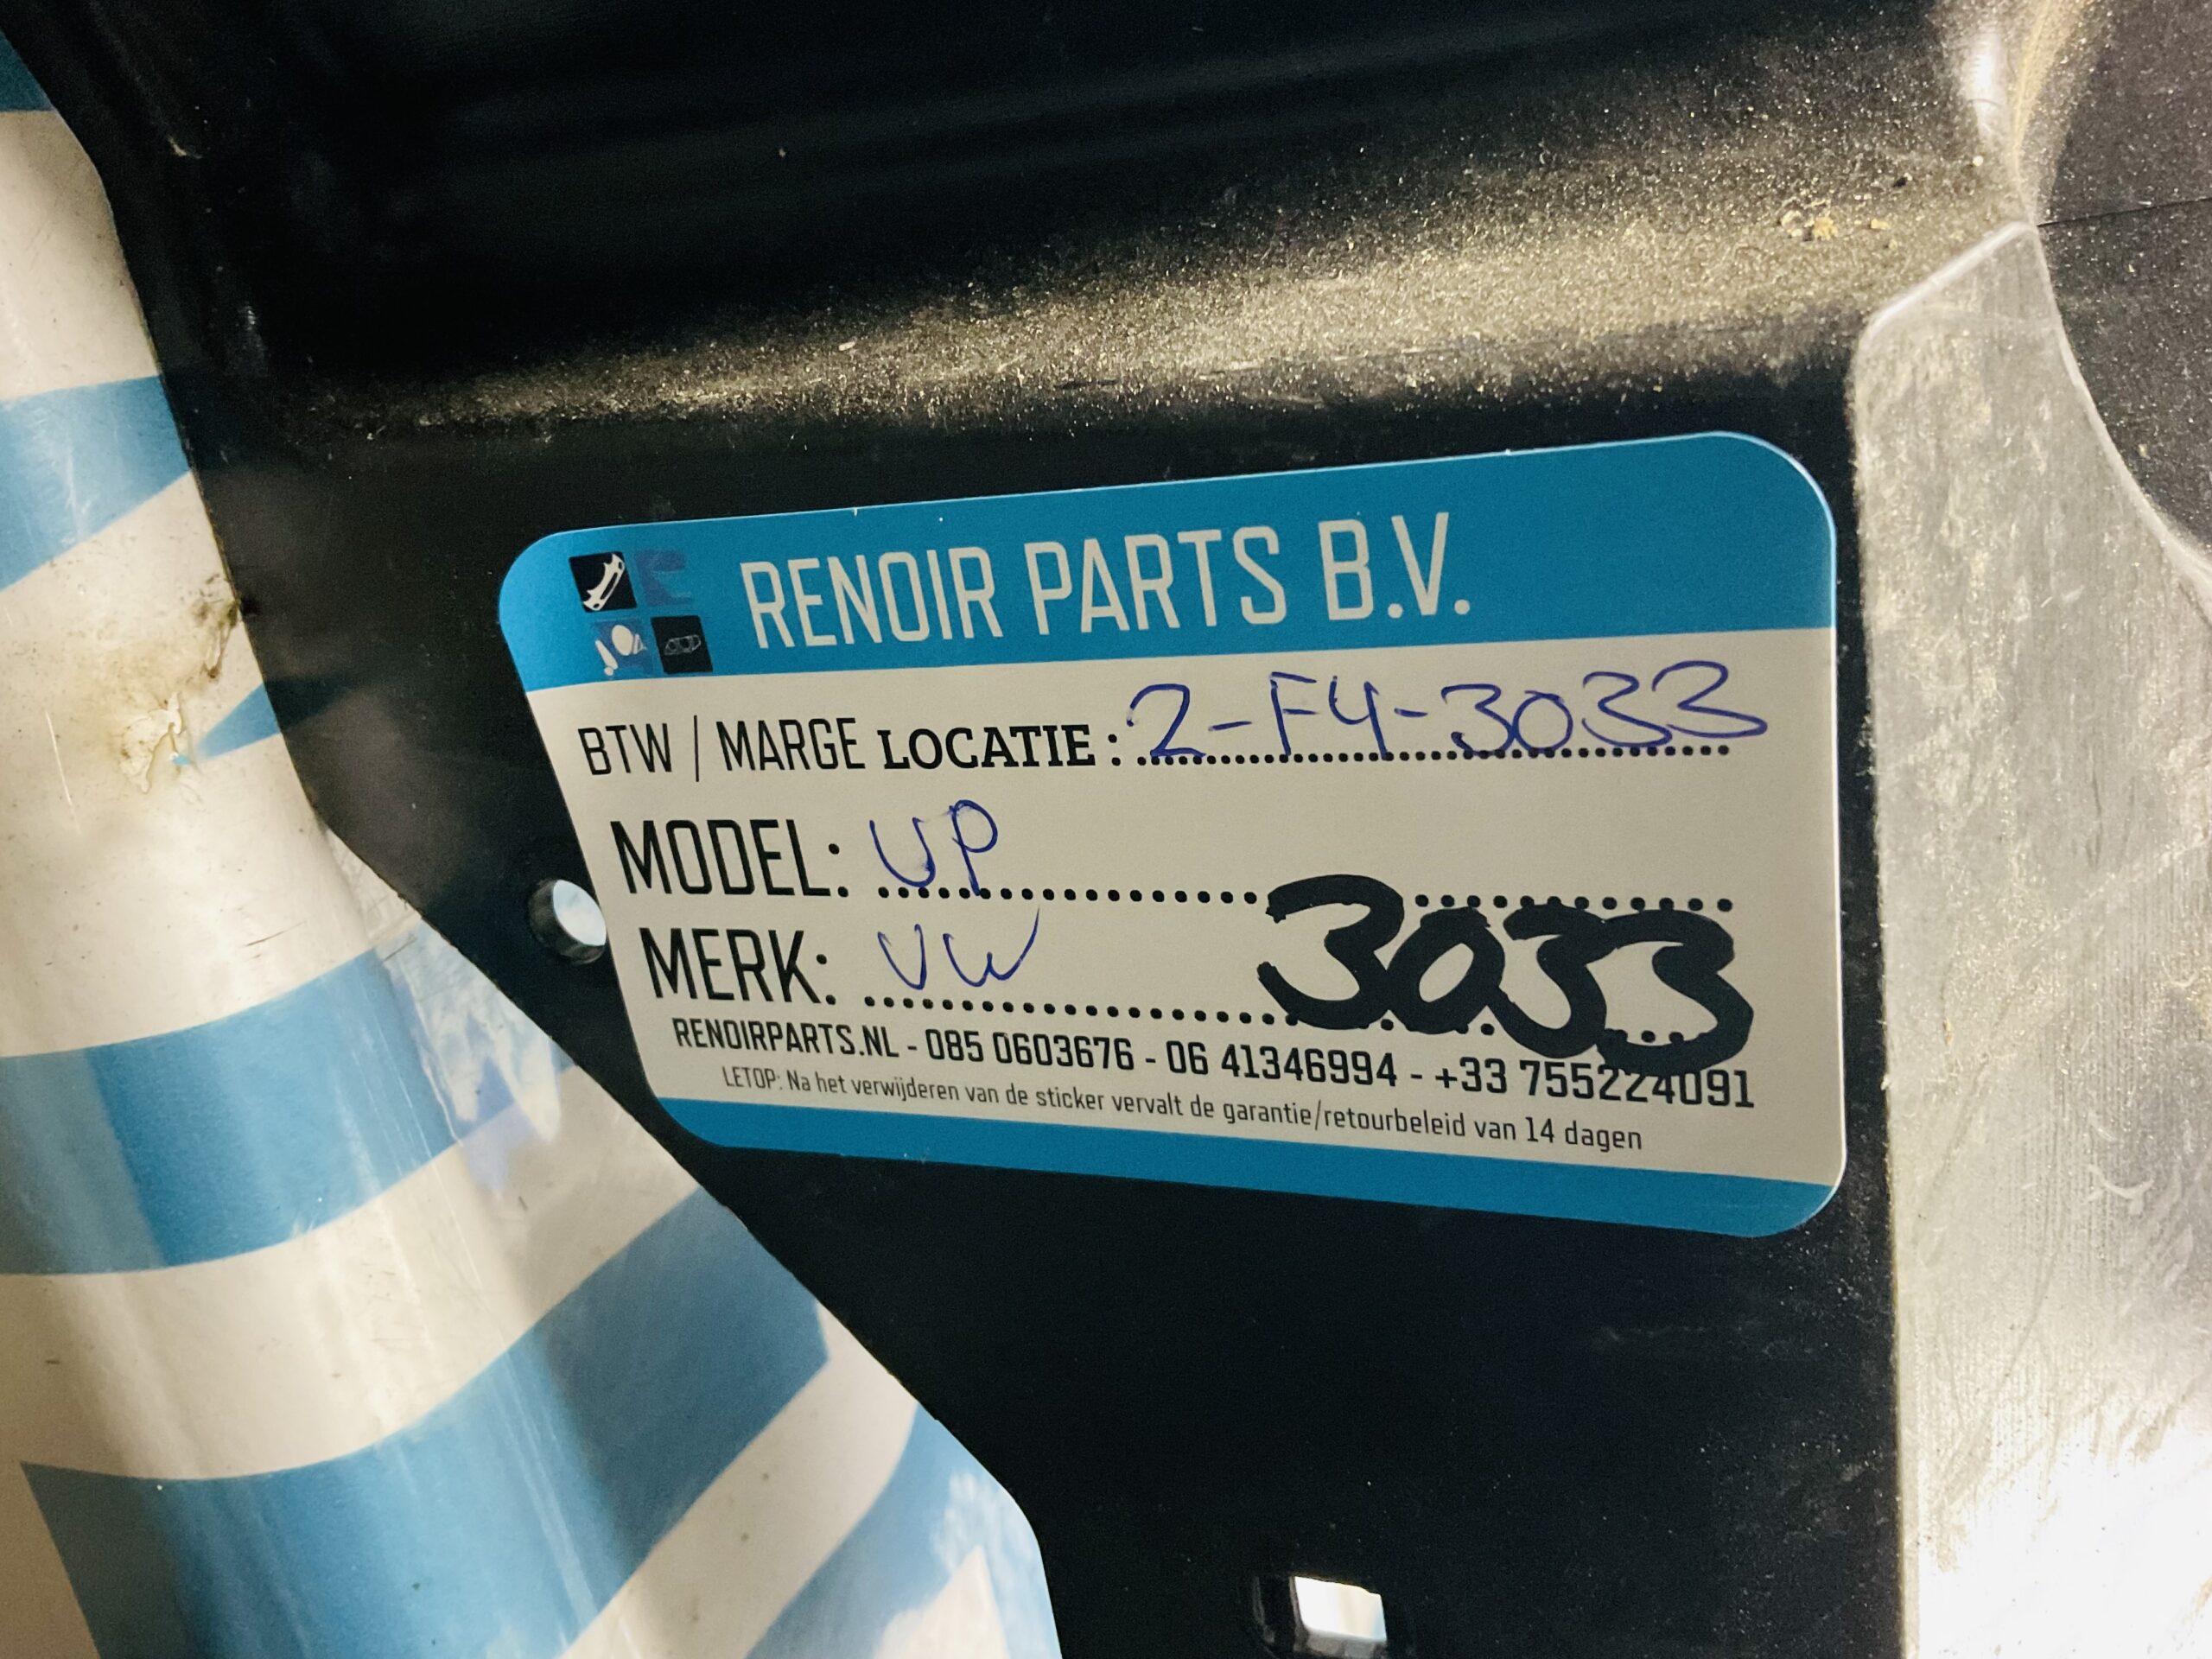 RENOIR PARTS B.V.
BTW / MARGE LOCATIE : 2-F4-3033
MODEL: UP
MERK: VW 3033
RENOIRPARTS.NL - 085 0603676 - 06 41346994 - +33 755224091
LETOP: Na het verwijderen van de sticker vervalt de garantie/retourbeleid van 14 dagen